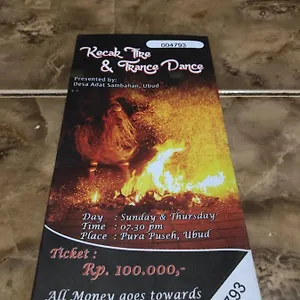 004793
Kecak Fire
& Trance Dance
Presented by:
Desa Adat Sambahan, Ubud
Day : Sunday & Thursday
Time : 07.30 pm
Place : Pura Puseh, Ubud
Ticket :
Rp. 100.000,-
All Money goes towards
793